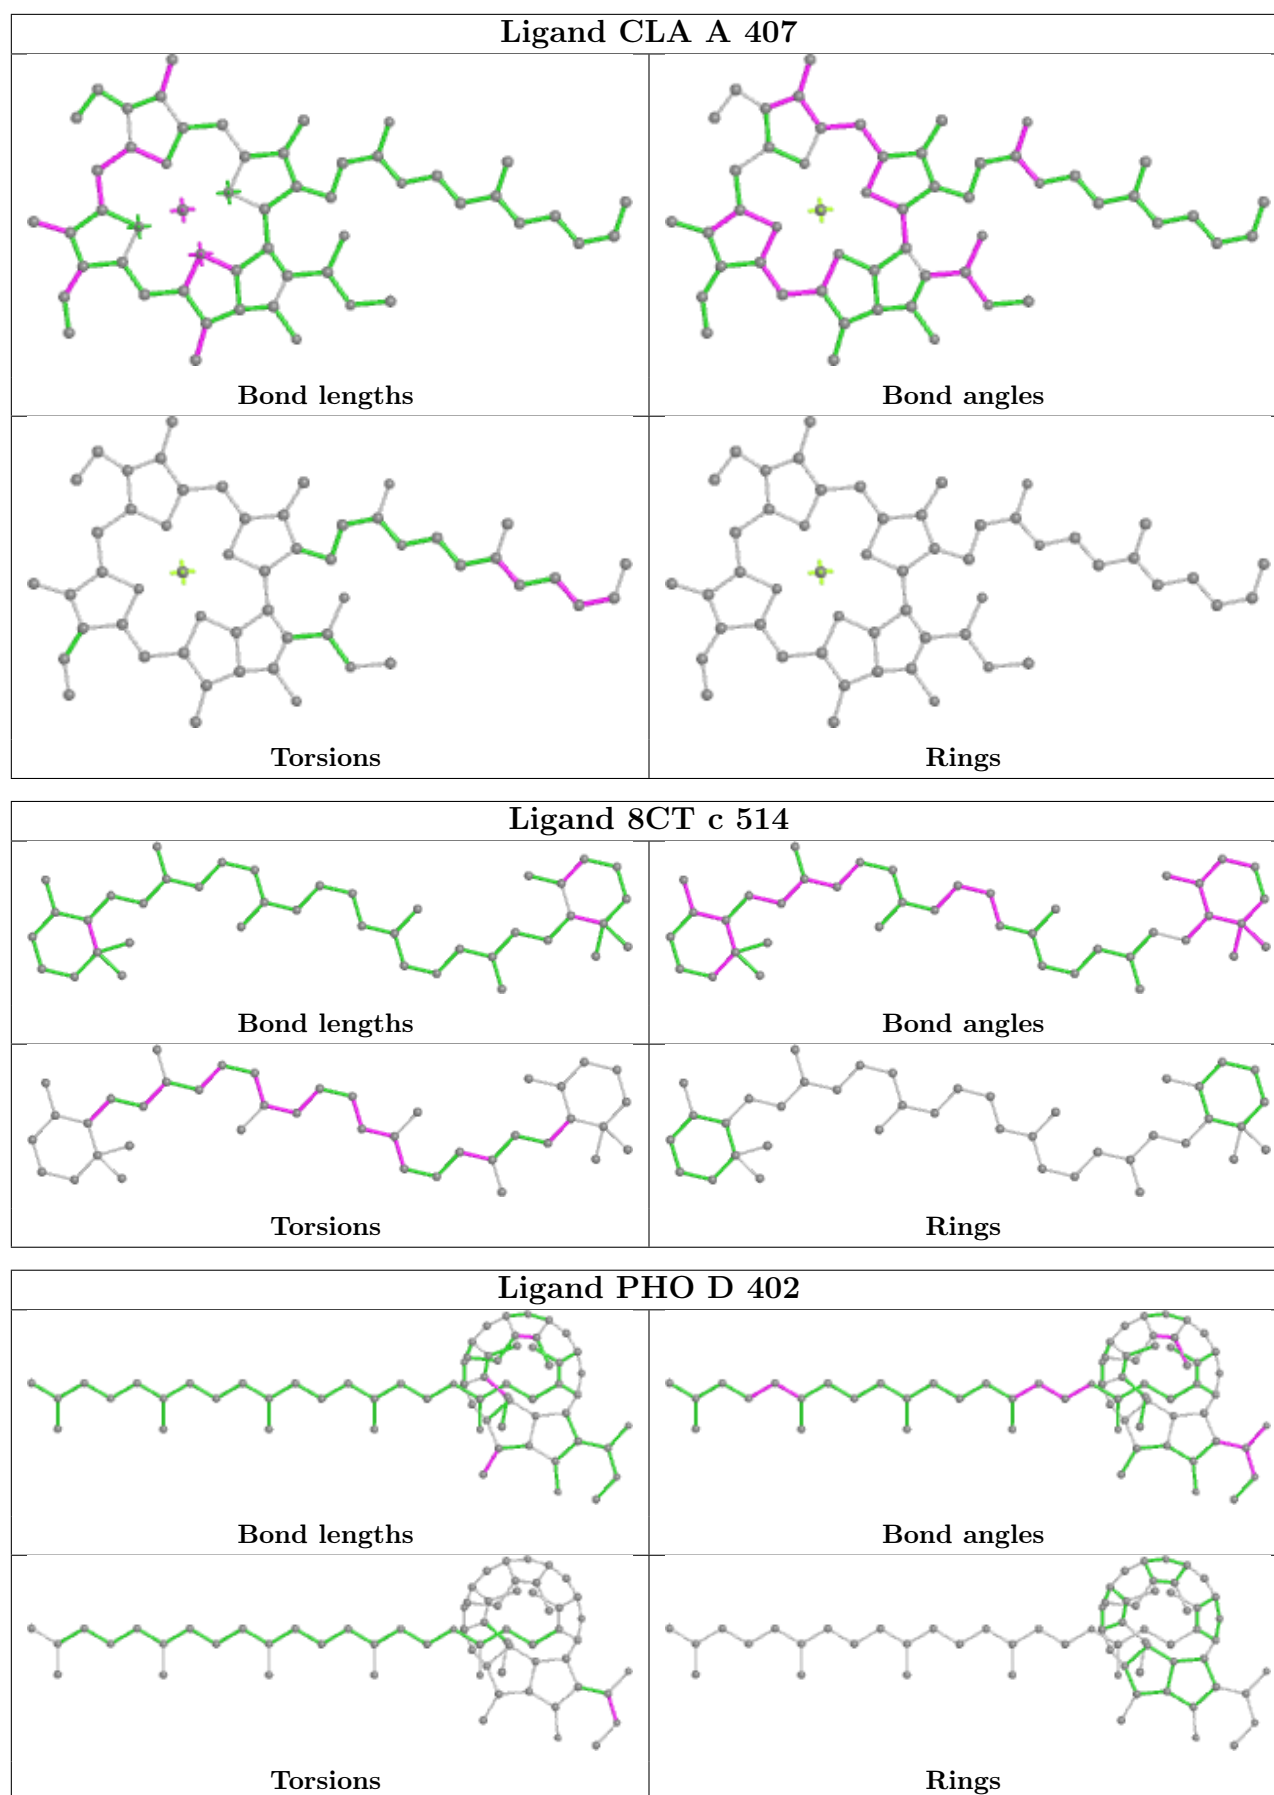 Ligand CLA A 407
Bond lengths
Bond angles
Torsions
Rings
Ligand 8CT c 514
Bond lengths
Bond angles
Torsions
Rings
Ligand PHO D 402
Bond lengths
Bond angles
Torsions
Rings